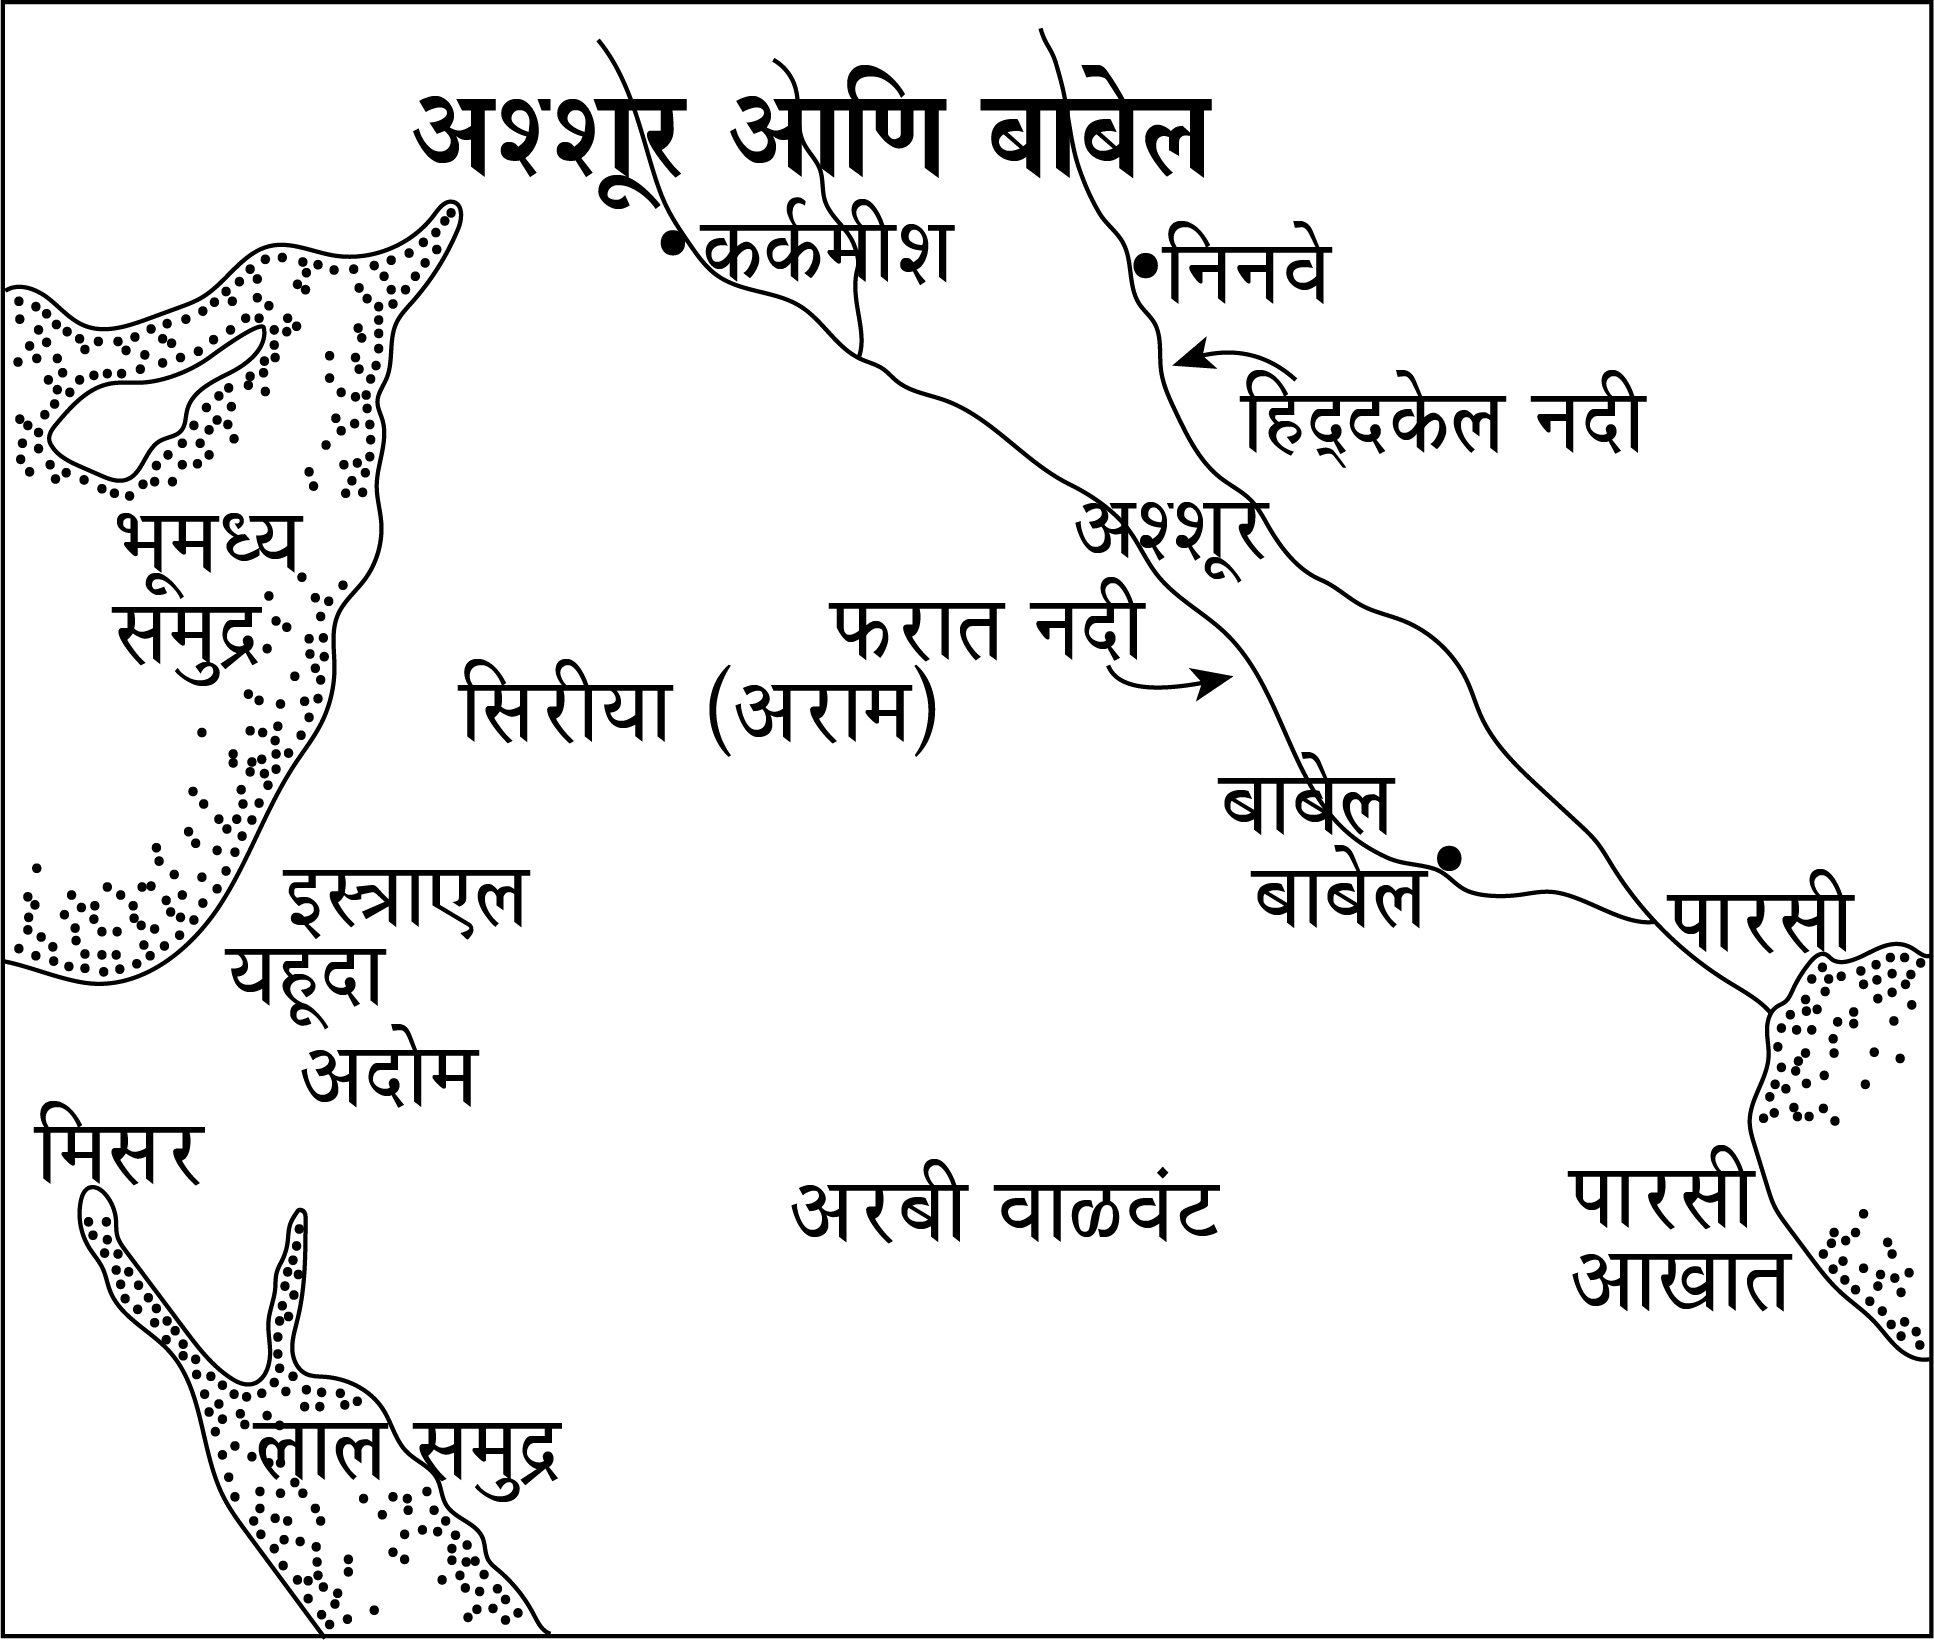 अश्शूर आणि बाबेल
कर्कमीश
निनवे
हिद्दकेल नदी
अश्शूर
भूमध्य
समुद्र
फरात नदी
सिरीया (अराम)
बाबेल
बाबेल
इस्त्राएल
पारसी
यहूदा
अदोम
मिसर
अरबी वाळवंट
पारसी
आखात
लाल समुद्र